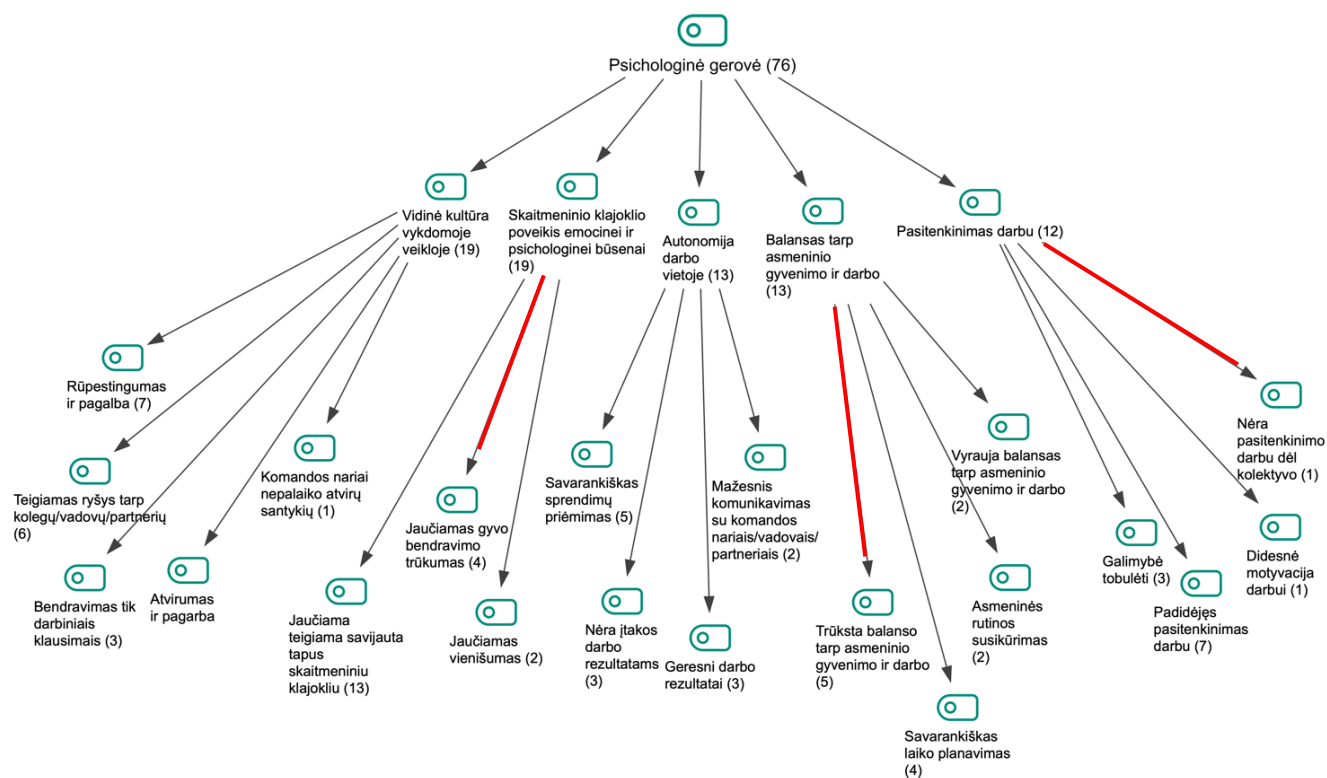 Psichologinė gerovė (76)
Vidinė kultūra
vykdomoje
veikloje (19)
Skaitmeninio klajoklio
poveikis emocinei ir
psichologinei būsenai
(19)
Autonomija
darbo
vietoje (13)
Balansas tarp
asmeninio
gyvenimo ir darbo
(13)
Pasitenkinimas darbu (12)
Rūpestingumas
ir pagalba (7)
Teigiamas ryšys tarp
kolegų/vadovų/partnerių
(6)
Bendravimas tik
darbiniais
klausimais (3)
Atvirumas
ir pagarba
Komandos nariai
nepalaiko atvirų
santykių (1)
Jaučiama
teigiama savijauta
tapus
skaitmeniniu
klajokliu (13)
Jaučiamas gyvo
bendravimo
trūkumas (4)
Jaučiamas
vienišumas (2)
Savarankiškas
sprendimų
priėmimas (5)
Nėra įtakos
darbo
rezultatams
(3)
Geresni darbo
rezultatai (3)
Mažesnis
komunikavimas
su komandos
nariais/vadovais/
partneriais (2)
Trūksta balanso
tarp asmeninio
gyvenimo ir darbo
(5)
Savarankiškas
laiko planavimas
(4)
Asmeninės
rutinos
susikūrimas
(2)
Vyrauja balansas
tarp asmeninio
gyvenimo ir darbo
(2)
Galimybė
tobulėti (3)
Padidėjęs
pasitenkinimas
darbu (7)
Didesnė
motyvacija
darbui (1)
Nėra
pasitenkinimo
darbu dėl
kolektyvo (1)